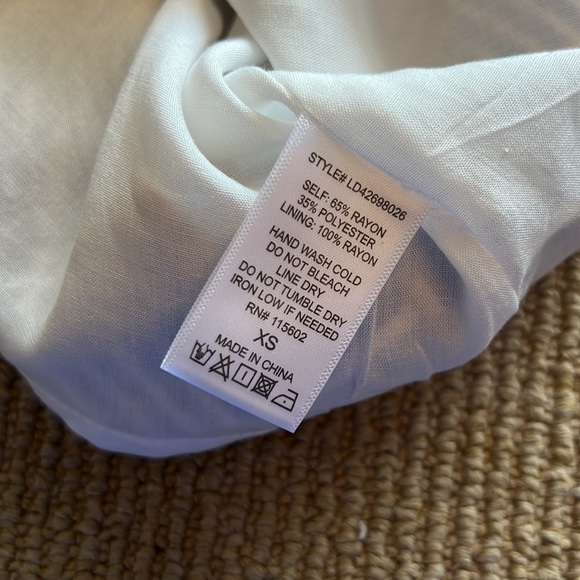 STYLE# LD42698026
SELF: 65% RAYON
35% POLYESTER
LINING: 100% RAYON
HAND WASH COLD
DO NOT BLEACH
LINE DRY
DO NOT TUMBLE DRY
IRON LOW IF NEEDED
RN# 115602
XS
MADE IN CHINA